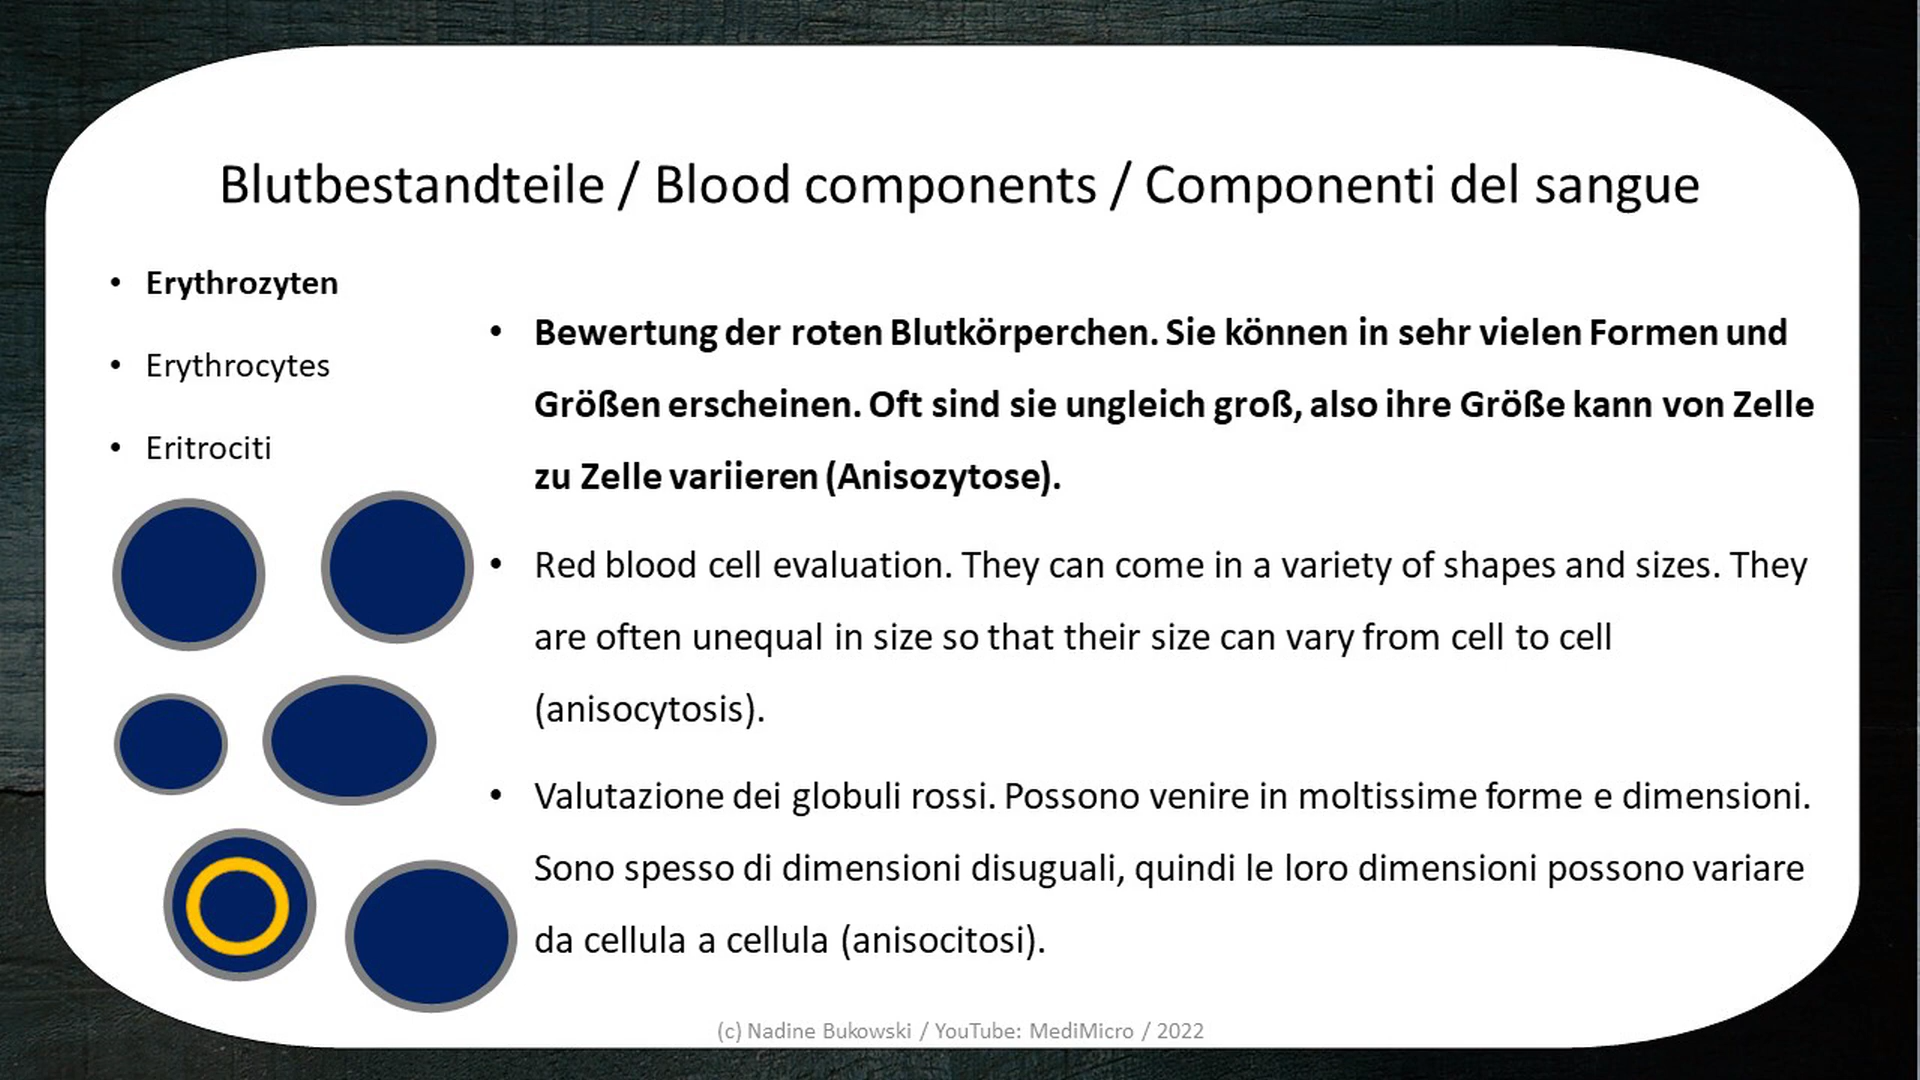 Blutbestandteile / Blood components / Componenti del sangue
• Erythrozyten
• Erythrocytes
• Eritrociti
• Bewertung der roten Blutkörperchen. Sie können in sehr vielen Formen und
Größen erscheinen. Oft sind sie ungleich groß, also ihre Größe kann von Zelle
zu Zelle variieren (Anisozytose).
• Red blood cell evaluation. They can come in a variety of shapes and sizes. They
are often unequal in size so that their size can vary from cell to cell
(anisocytosis).
• Valutazione dei globuli rossi. Possono venire in moltissime forme e dimensioni.
Sono spesso di dimensioni disuguali, quindi le loro dimensioni possono variare
da cellula a cellula (anisocitosi).
(c) Nadine Bukowski / YouTube: MediMicro / 2022